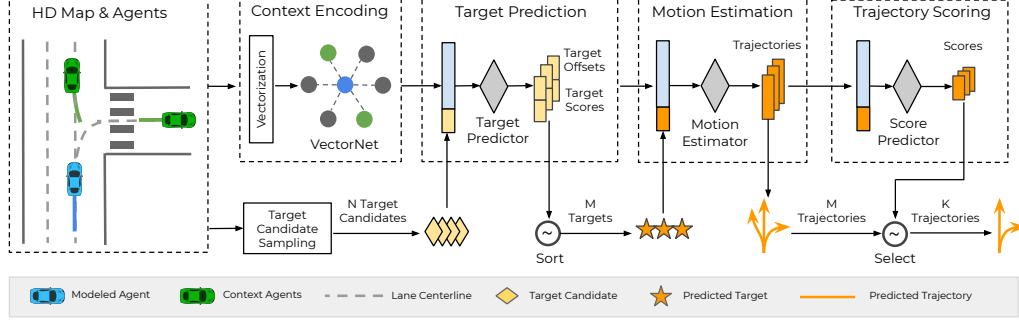 HD Map & Agents
Context Encoding
Target Prediction
Motion Estimation
Trajectory Scoring
Vectorization
VectorNet
Target
Offsets
Target
Scores
Target
Predictor
Trajectories
Motion
Estimator
Scores
Score
Predictor
Target
Candidate
Sampling
N Target
Candidates
~
Sort
M
Targets
M
Trajectories
~
Select
K
Trajectories
Modeled Agent
Context Agents
Lane Centerline
Target Candidate
Predicted Target
Predicted Trajectory